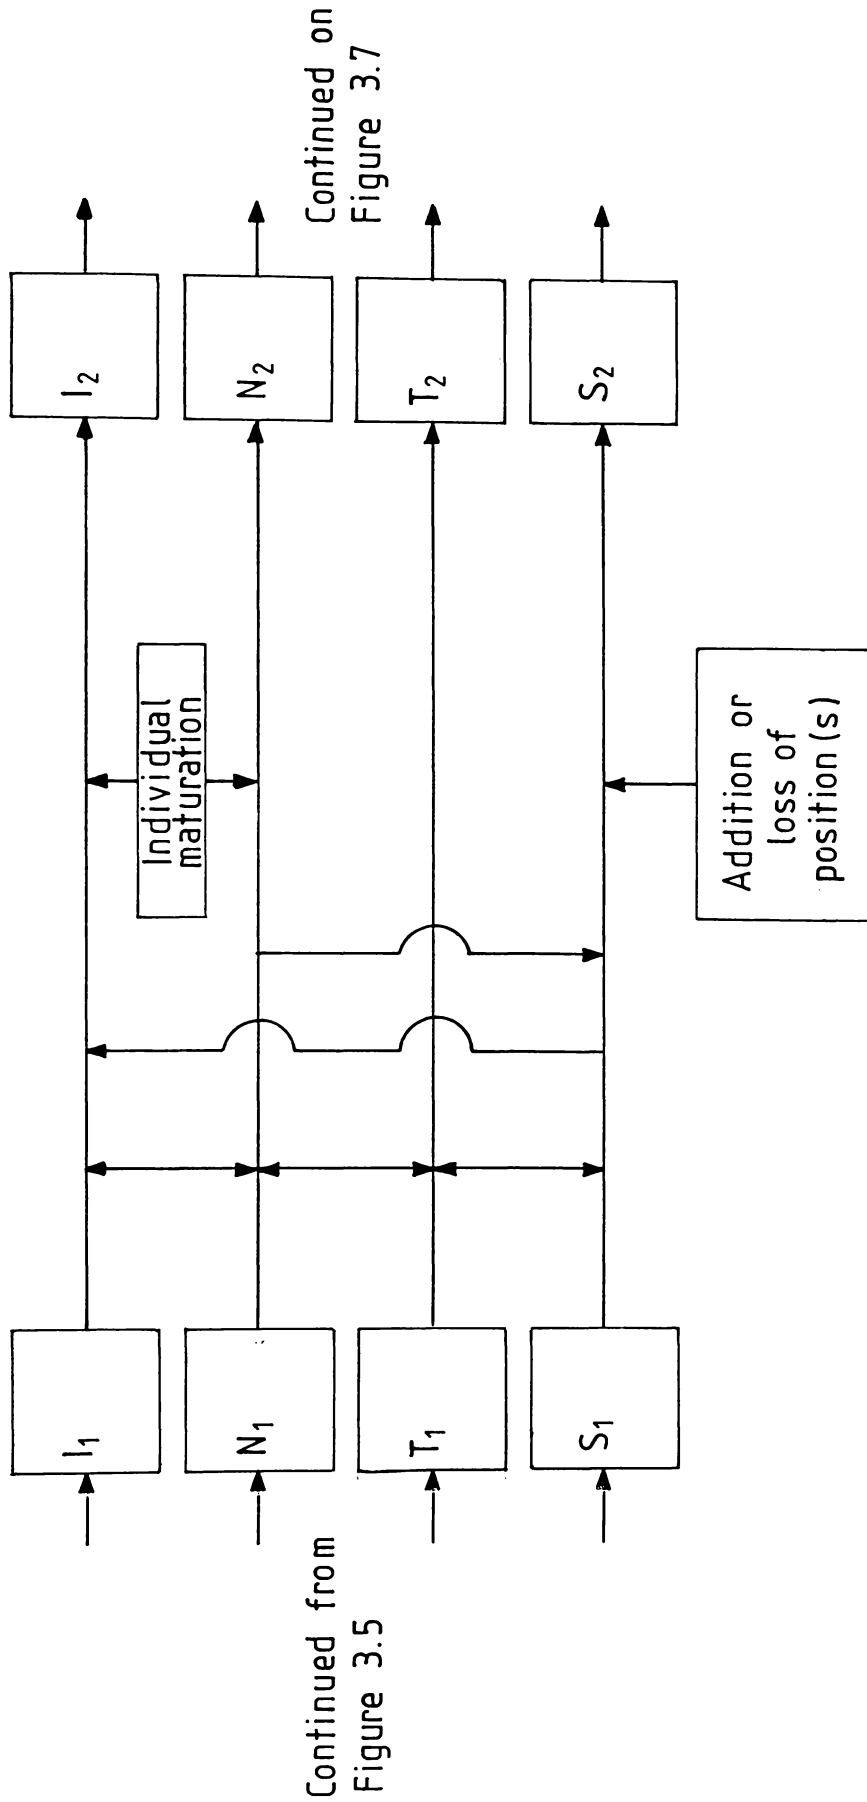 Continued from
Figure 3.5
I₁
N₁
T₁
S₁
Individual
maturation
Addition or
loss of
position(s)
I₂
N₂
T₂
S₂
Continued on
Figure 3.7